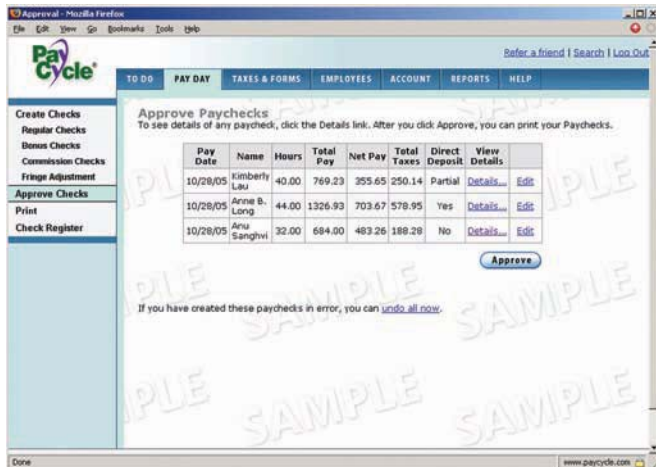 Approval - Mozilla Firefox
File Edit View Go Bookmarks Tools Help
PayCycle®
Refer a friend | Search | Log Out
TO DO PAY DAY TAXES & FORMS EMPLOYEES ACCOUNT REPORTS HELP
Create Checks
Regular Checks
Bonus Checks
Commission Checks
Fringe Adjustment
Approve Checks
Print
Check Register
Approve Paychecks
To see details of any paycheck, click the Details link. After you click Approve, you can print your Paychecks.
Pay Date Name Hours Total Pay Net Pay Total Taxes Direct Deposit View Details
10/28/05 Kimberly Lau 40.00 769.23 355.65 250.14 Partial Details... Edit
10/28/05 Anne B. Long 44.00 1326.93 703.67 578.95 Yes Details... Edit
10/28/05 Anu Sanghvi 32.00 684.00 483.26 188.28 No Details... Edit
Approve
If you have created these paychecks in error, you can undo all now.
SAMPLE
SAMPLE
SAMPLE
SAMPLE
Done
www.paycycle.com